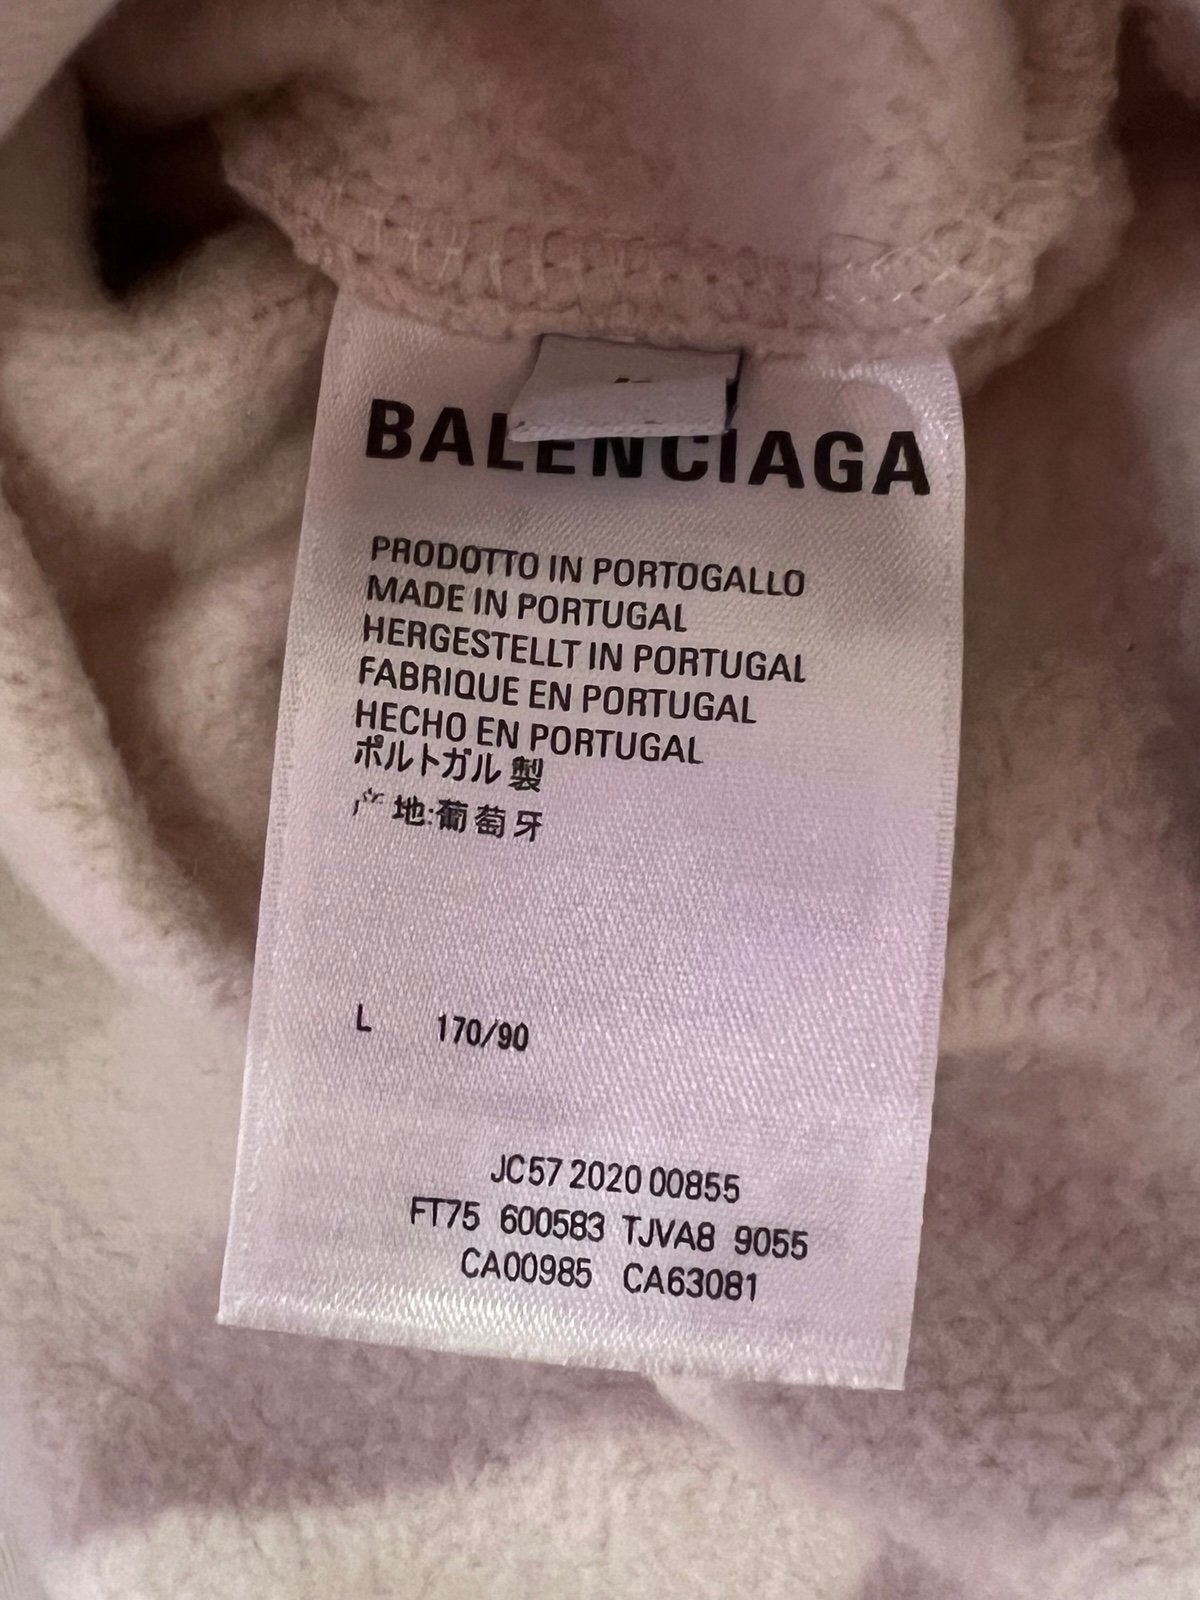 BALENCIAGA
PRODOTTO IN PORTOGALLO
MADE IN PORTUGAL
HERGESTELLT IN PORTUGAL
FABRIQUE EN PORTUGAL
HECHO EN PORTUGAL
ポルトガル 製
产 地:葡 萄 牙
L 170/90
JC57 2020 00855
FT75 600583 TJVA8 9055
CA00985 CA63081